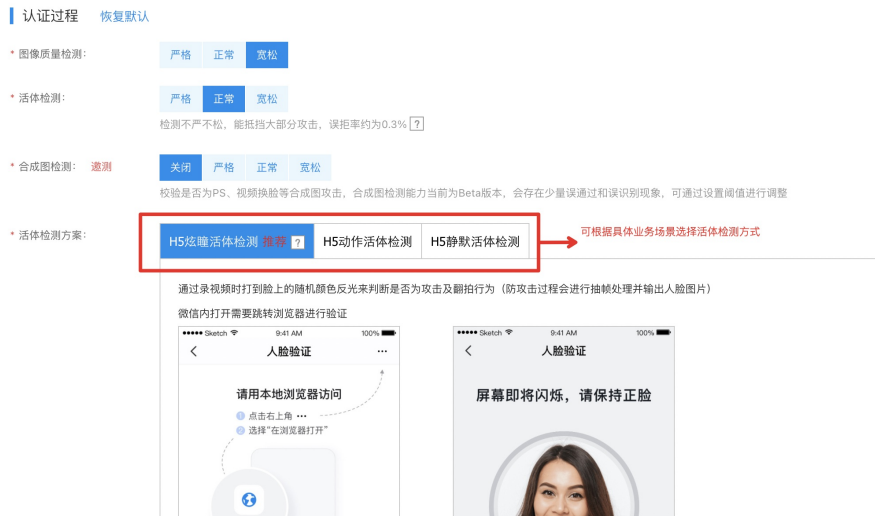 认证过程 恢复默认
* 图像质量检测: 严格 正常 宽松
* 活体检测: 严格 正常 宽松
检测不严不松，能抵挡大部分攻击，误拒率约为0.3% ?
* 合成图检测: 邀测 关闭 严格 正常 宽松
校验是否为PS、视频换脸等合成图攻击，合成图检测能力当前为Beta版本，会存在少量误通过和误识别现象，可通过设置阈值进行调整
* 活体检测方案: H5炫瞳活体检测 推荐 ? H5动作活体检测 H5静默活体检测 可根据具体业务场景选择活体检测方式
通过录视频时打到脸上的随机颜色反光来判断是否为攻击及翻拍行为（防攻击过程会进行抽帧处理并输出人脸图片）
微信内打开需要跳转浏览器进行验证
Sketch 9:41 AM 100%
人脸验证 ···
请用本地浏览器访问
1 点击右上角 ···
2 选择"在浏览器打开"
Sketch 9:41 AM 100%
人脸验证
屏幕即将闪烁，请保持正脸